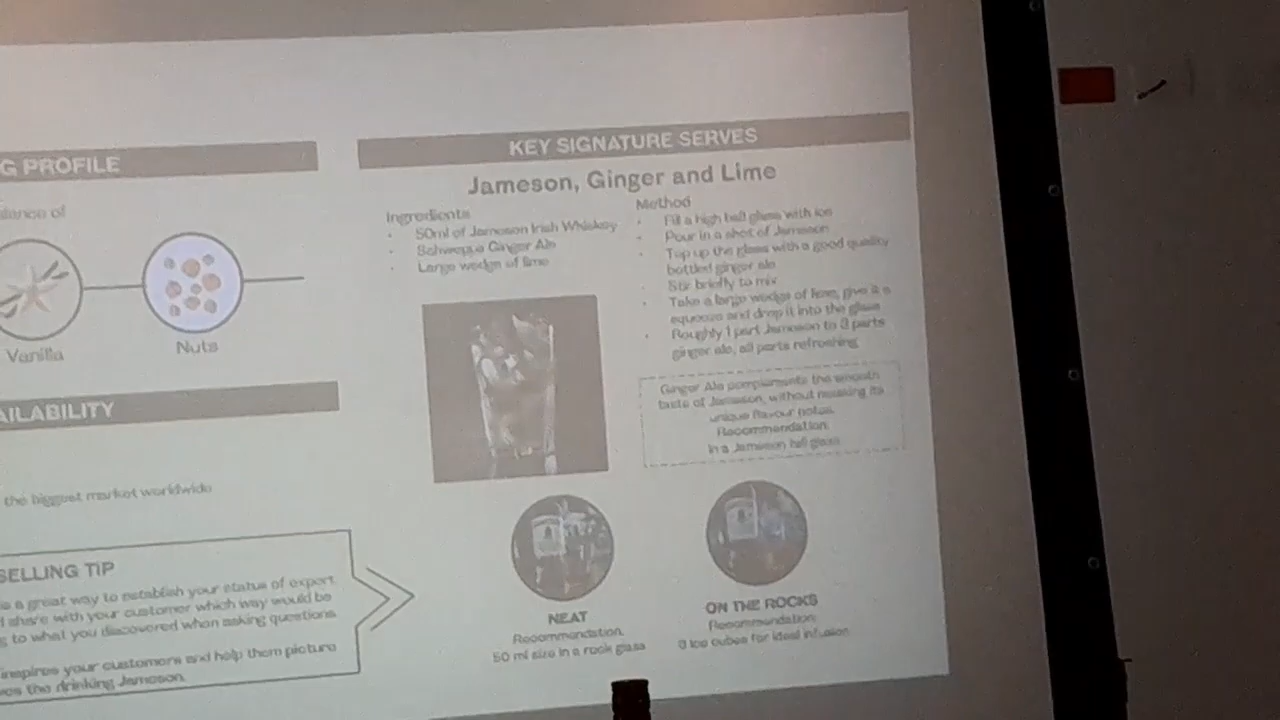 G PROFILE
lance of
Vanilla
Nuts
AILABILITY
the biggest market worldwide
SELLING TIP
is a great way to establish your status of expert
share with your customer which way would be
g to what you discovered when asking questions
inspires your customers and help them picture
the drinking Jameson.
KEY SIGNATURE SERVES
Jameson, Ginger and Lime
Ingredients
50ml of Jameson Irish Whiskey
Schweppes Ginger Ale
Large wedge of lime
Method
Fill a high ball glass with ice
Pour in a shot of Jameson
Top up the glass with a good quality
bottled ginger ale
Stir briefly to mix
Take a large wedge of lime, give it a
squeeze and drop it into the glass
Roughly 1 part Jameson to 3 parts
ginger ale, all parts refreshing
Ginger Ale compliments the smooth
taste of Jameson, without masking its
unique flavour notes.
Recommendation:
In a Jameson ball glass
NEAT
Recommendation:
50 ml size in a rock glass
ON THE ROCKS
Recommendation:
3 ice cubes for ideal infusion